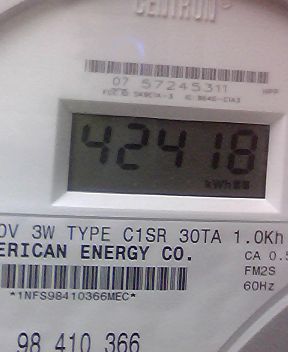 CENTRON
07 57245311
42418
kWh
0V 3W TYPE C1SR 30TA 1.0Kh
ERICAN ENERGY CO.
CA 0.5
FM2S
*1NFS98410366MEC*
60Hz
98 410 366